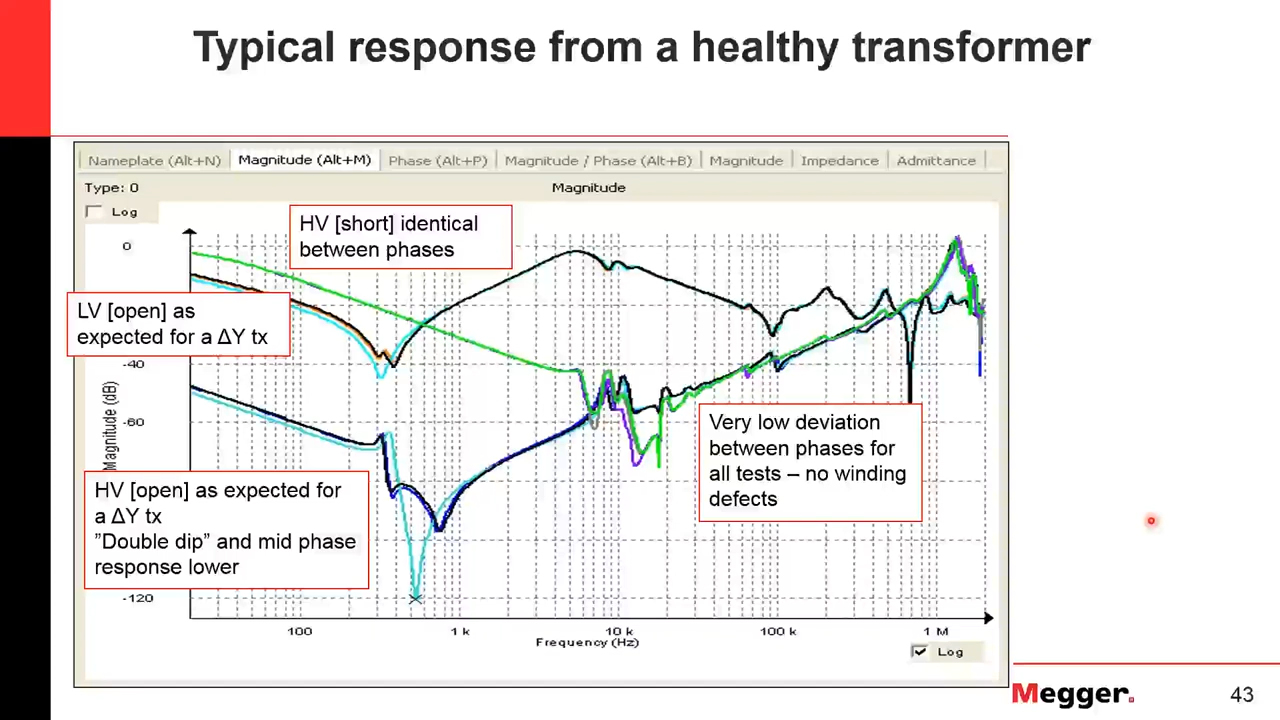 Typical response from a healthy transformer
Nameplate (Alt+N)
Magnitude (Alt+M)
Phase (Alt+P)
Magnitude / Phase (Alt+B)
Magnitude
Impedance
Admittance
Type: 0
Magnitude
Log
HV [short] identical
between phases
0
LV [open] as
expected for a ΔY tx
-40
Magnitude (dB)
-60
Very low deviation
between phases for
all tests – no winding
defects
HV [open] as expected for
a ΔY tx
”Double dip” and mid phase
response lower
-120
100
1 k
10 k
100 k
1 M
Frequency (Hz)
Log
Megger.
43